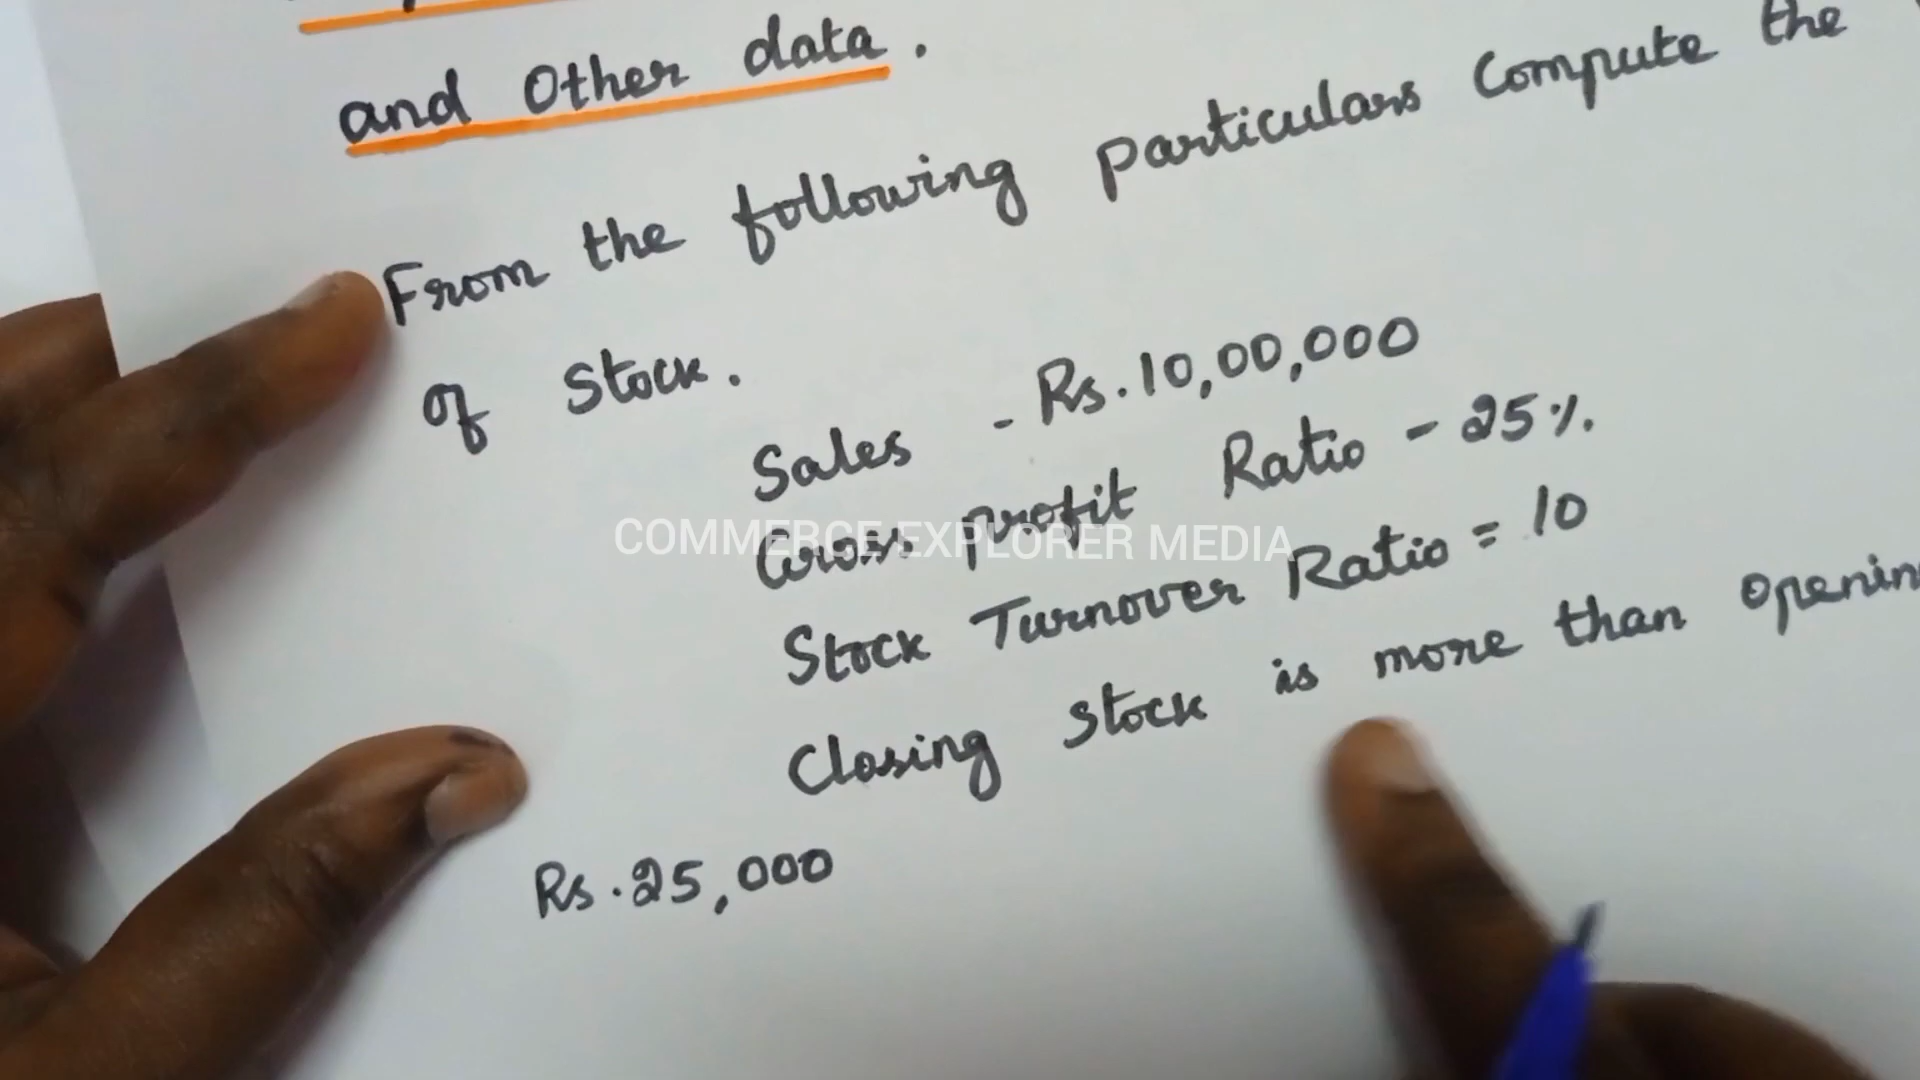 and Other data.
From the following particulars Compute the
of Stock.
Sales - Rs.10,00,000
Gross profit Ratio - 25%.
Stock Turnover Ratio = 10
Closing Stock is more than
Rs.25,000
COMMERCE EXPLORER MEDIA